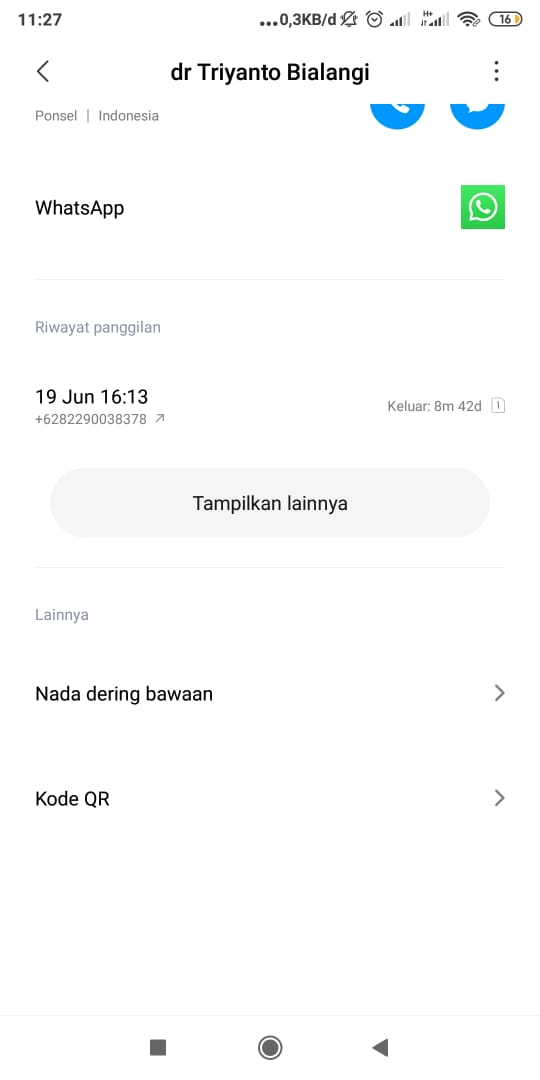 11:27
...0,3KB/d
H+
16
dr Triyanto Bialangi
Ponsel | Indonesia
WhatsApp
Riwayat panggilan
19 Jun 16:13
+6282290038378
Keluar: 8m 42d 1
Tampilkan lainnya
Lainnya
Nada dering bawaan
Kode QR